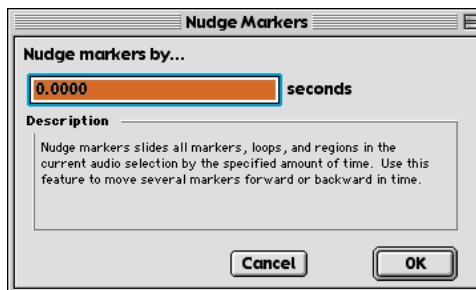 Nudge Markers
Nudge markers by...
0.0000 seconds
Description
Nudge markers slides all markers, loops, and regions in the
current audio selection by the specified amount of time.  Use this
feature to move several markers forward or backward in time.
Cancel OK